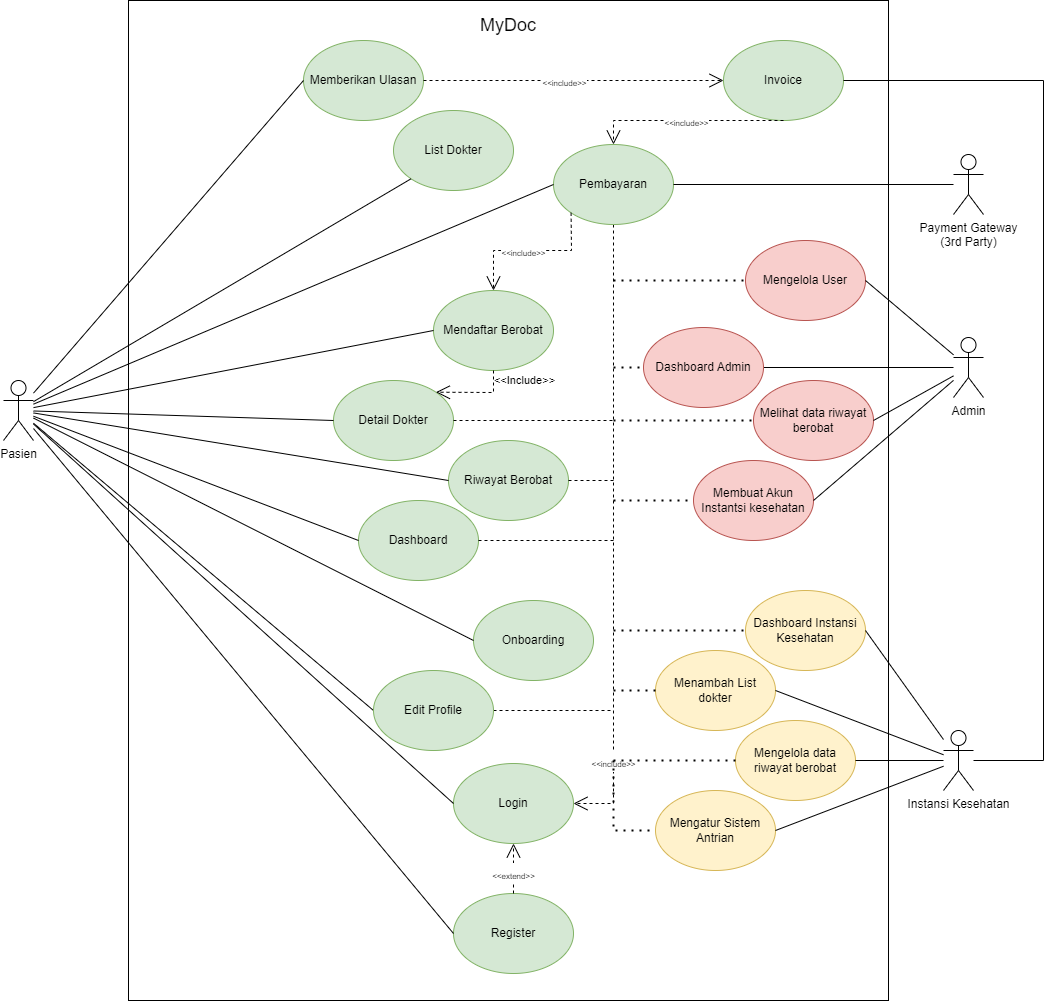 MyDoc
Memberikan Ulasan
<<include>>
Invoice
<<include>>
List Dokter
Pembayaran
Payment Gateway
(3rd Party)
<<include>>
Mengelola User
Mendaftar Berobat
<<Include>>
Dashboard Admin
Admin
Pasien
Detail Dokter
Melihat data riwayat
berobat
Riwayat Berobat
Membuat Akun
Instantsi kesehatan
Dashboard
Onboarding
Dashboard Instansi
Kesehatan
Menambah List
dokter
Edit Profile
Mengelola data
riwayat berobat
<<include>>
Instansi Kesehatan
Login
Mengatur Sistem
Antrian
<<extend>>
Register